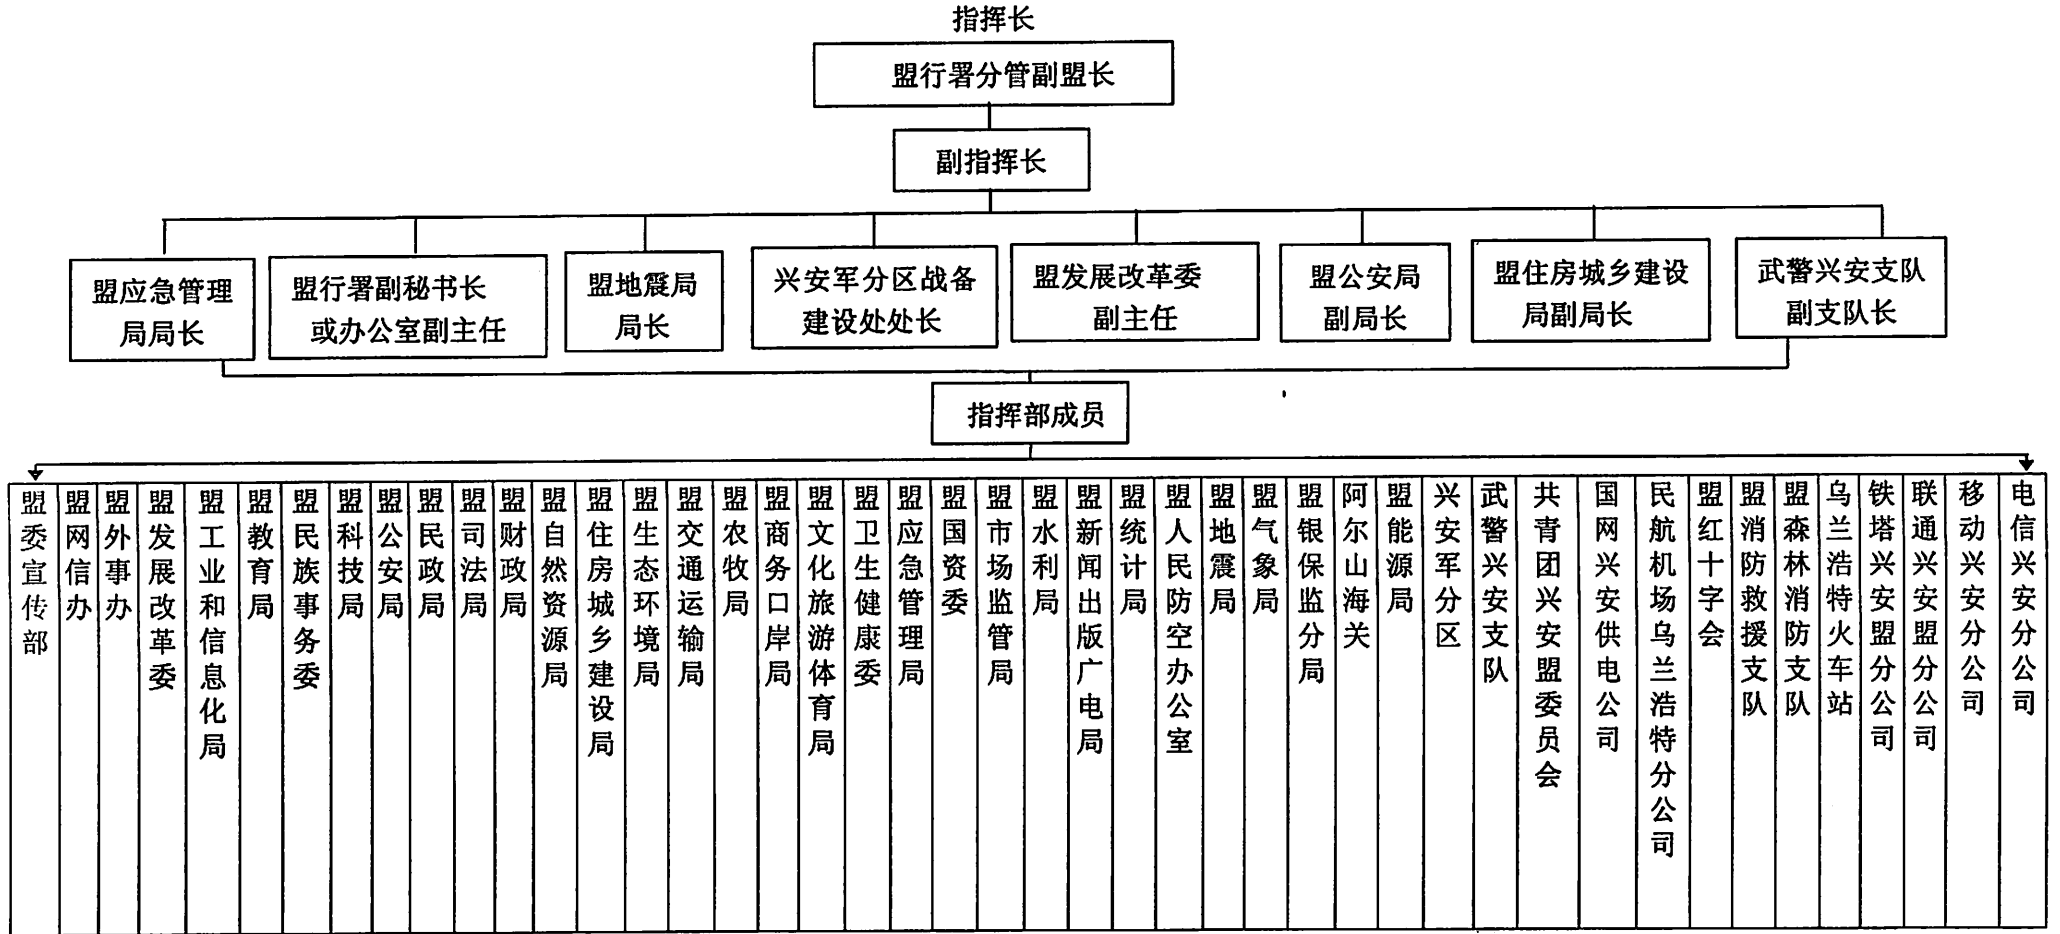 指挥长
盟行署分管副盟长
副指挥长
盟应急管理
局局长
盟行署副秘书长
或办公室副主任
盟地震局
局长
兴安军分区战备
建设处处长
盟发展改革委
副主任
盟公安局
副局长
盟住房城乡建设
局副局长
武警兴安支队
副支队长
指挥部成员
盟委宣传部
盟网信办
盟外事办
盟发展改革委
盟工业和信息化局
盟教育局
盟民族事务委
盟科技局
盟公安局
盟民政局
盟司法局
盟财政局
盟自然资源局
盟住房城乡建设局
盟生态环境局
盟交通运输局
盟农牧局
盟商务口岸局
盟文化旅游体育局
盟卫生健康委
盟应急管理局
盟国资委
盟市场监管局
盟水利局
盟新闻出版广电局
盟统计局
盟人民防空办公室
盟地震局
盟气象局
盟银保监分局
阿尔山海关
盟能源局
兴安军分区
武警兴安支队
共青团兴安盟委员会
国网兴安供电公司
民航机场乌兰浩特分公司
盟红十字会
盟消防救援支队
盟森林消防支队
乌兰浩特火车站
铁塔兴安盟分公司
联通兴安盟分公司
移动兴安分公司
电信兴安分公司